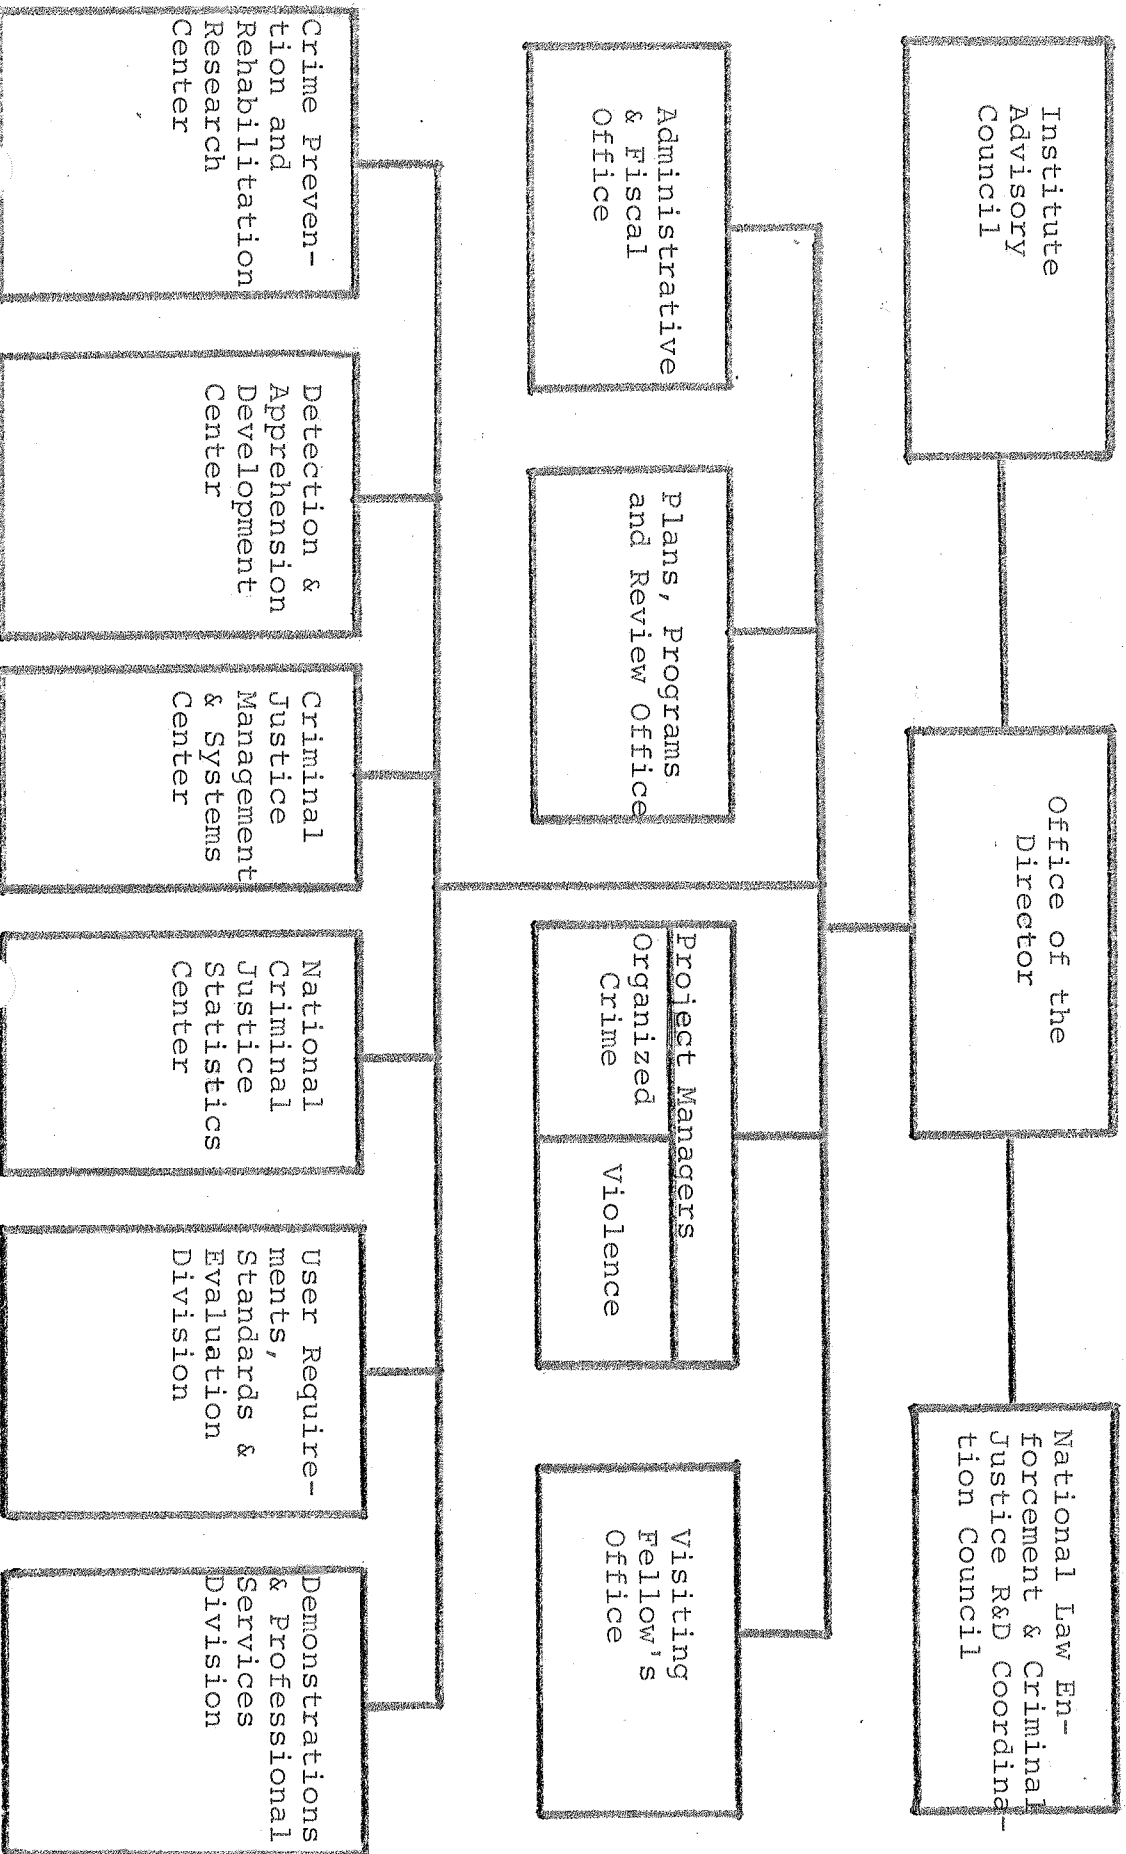 Institute
Advisory
Council
Office of the
Director
National Law En-
forcement & Criminal
Justice R&D Coordina-
tion Council
Administrative
& Fiscal
Office
Plans, Programs
and Review Office
Project Managers
Organized
Crime
Violence
Visiting
Fellow's
Office
Crime Preven-
tion and
Rehabilitation
Research
Center
Detection &
Apprehension
Development
Center
Criminal
Justice
Management
& Systems
Center
National
Criminal
Justice
Statistics
Center
User Require-
ments,
Standards &
Evaluation
Division
Demonstrations
& Professional
Services
Division